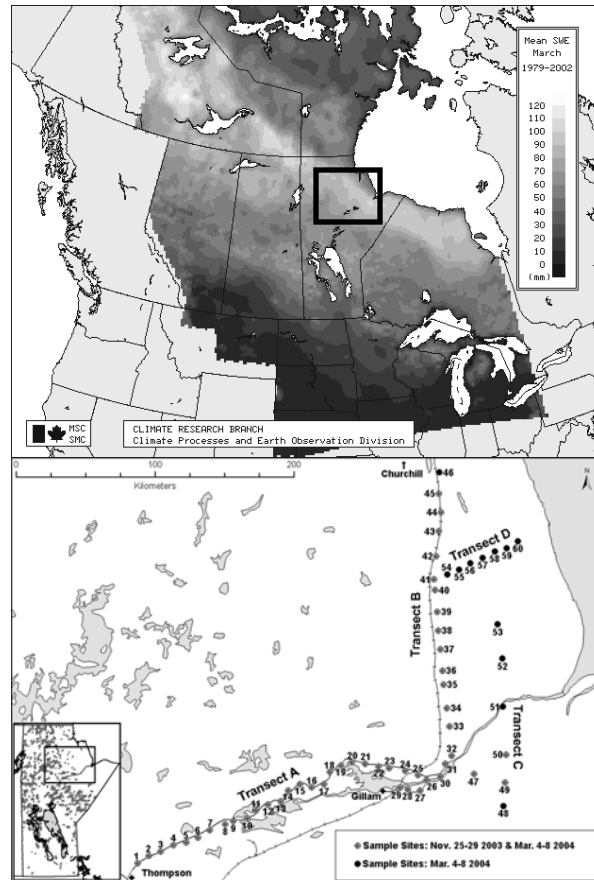 Mean SWE
March
1979-2002
120
110
100
90
80
70
60
50
40
30
20
10
0
(mm)
MSC
SMC
CLIMATE RESEARCH BRANCH
Climate Processes and Earth Observation Division
0 100 200
Kilometers
Churchill
N
46
45
44
43
42
Transect D
54 55 56 57 58 59 60
41
40
39
38
37
36
35
34
33
32
31
30
Transect B
53
52
51
50
49
48
47
Transect C
Transect A
18 19 20 21 22 23 24 25
26
27
28
29
Gillam
17
16
15
14
13
12
11
10
9
8
7
6
5
4
3
2
1
Thompson
Sample Sites: Nov. 25-29 2003 & Mar. 4-8 2004
Sample Sites: Mar. 4-8 2004